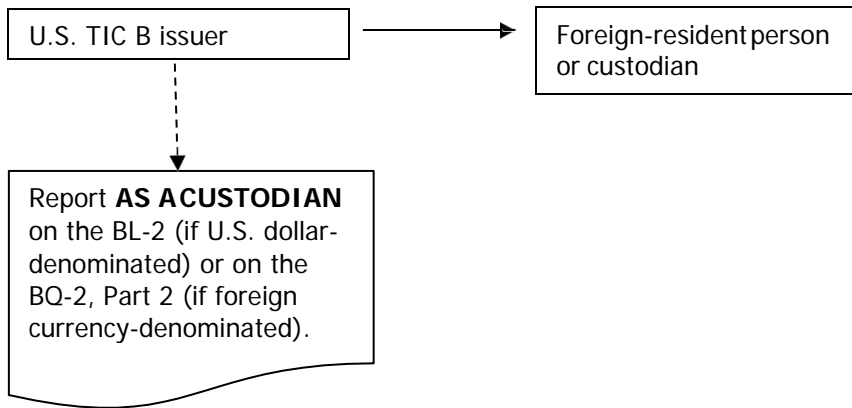 U.S. TIC B issuer
Foreign-resident person
or custodian
Report AS A CUSTODIAN
on the BL-2 (if U.S. dollar-
denominated) or on the
BQ-2, Part 2 (if foreign
currency-denominated).